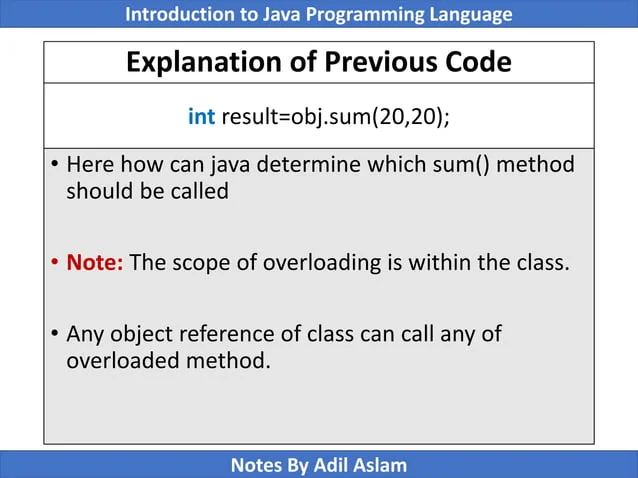 Introduction to Java Programming Language
Explanation of Previous Code
int result=obj.sum(20,20);
• Here how can java determine which sum() method
should be called
• Note: The scope of overloading is within the class.
• Any object reference of class can call any of
overloaded method.
Notes By Adil Aslam